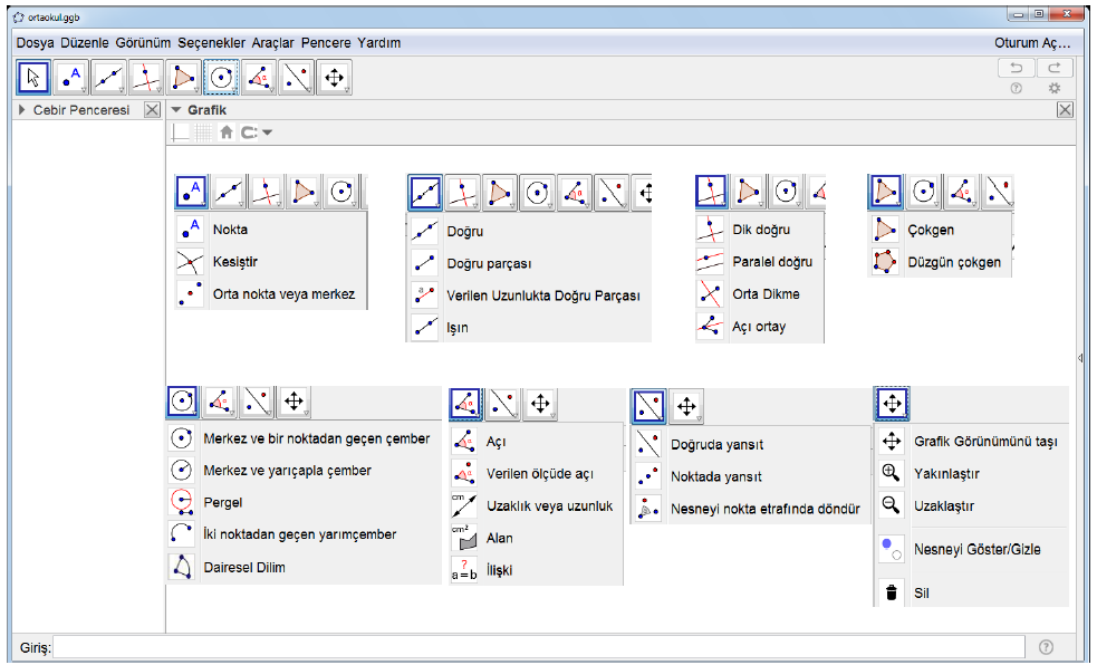 ortaokul.ggb
Dosya Düzenle Görünüm Seçenekler Araçlar Pencere Yardım
Oturum Aç...
A
Cebir Penceresi
Grafik
A
A Nokta
Kesiştir
Orta nokta veya merkez
Doğru
Doğru parçası
a Verilen Uzunlukta Doğru Parçası
Işın
Dik doğru
Paralel doğru
Orta Dikme
Açı ortay
Çokgen
Düzgün çokgen
Merkez ve bir noktadan geçen çember
Merkez ve yarıçapla çember
Pergel
İki noktadan geçen yarımçember
Dairesel Dilim
Açı
Verilen ölçüde açı
cm Uzaklık veya uzunluk
cm² Alan
? a=b İlişki
Doğruda yansıt
Noktada yansıt
Nesneyi nokta etrafında döndür
Grafik Görünümünü taşı
Yakınlaştır
Uzaklaştır
Nesneyi Göster/Gizle
Sil
Giriş: